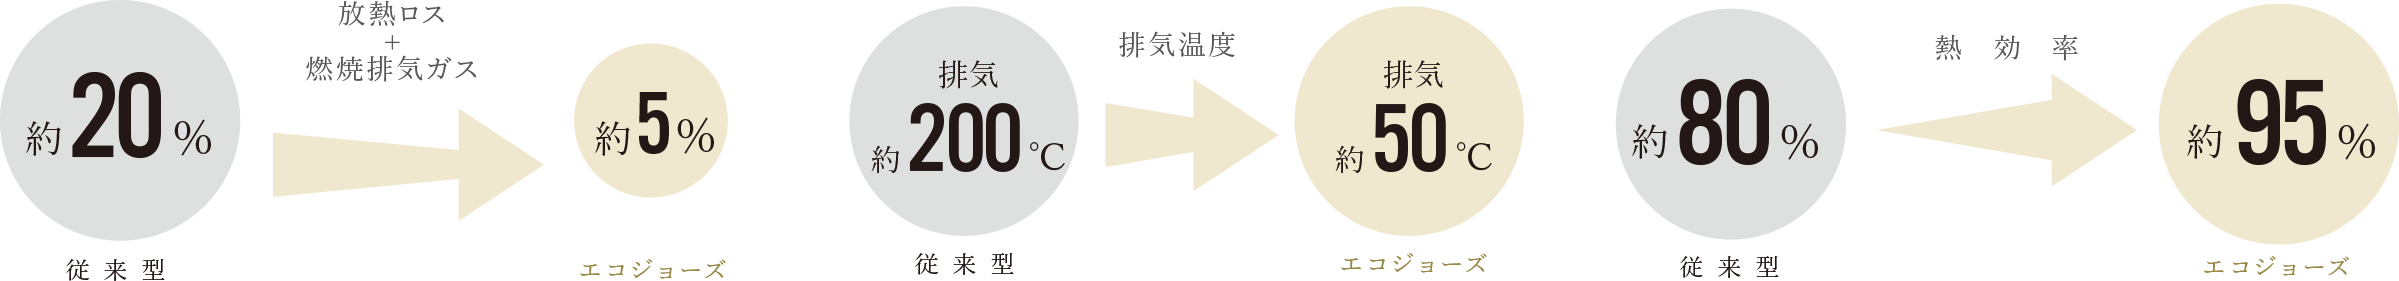 放熱ロス
+
燃焼排気ガス
約20%
約5%
従来型
エコジョーズ
排気温度
排気
約200℃
排気
約50℃
従来型
エコジョーズ
熱効率
約80%
約95%
従来型
エコジョーズ